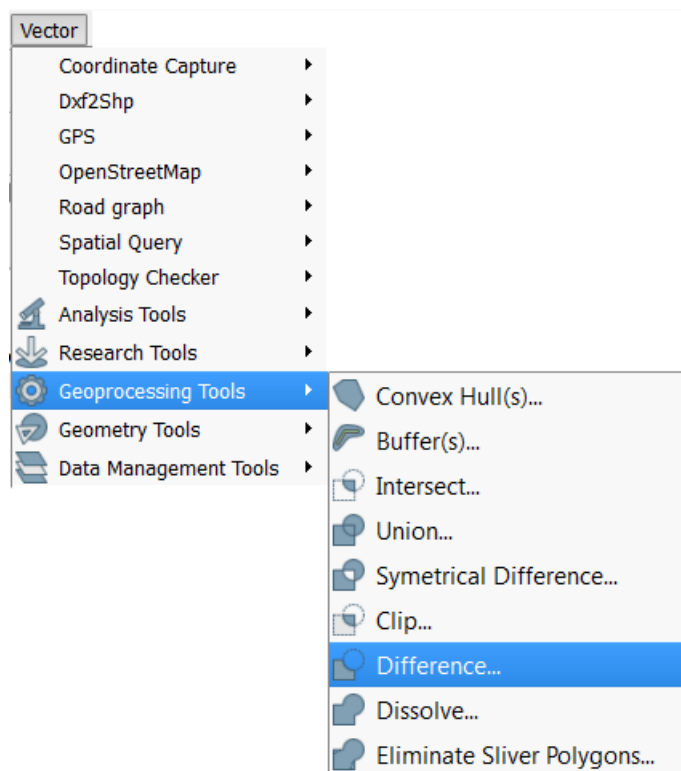 Vector
Coordinate Capture
Dxf2Shp
GPS
OpenStreetMap
Road graph
Spatial Query
Topology Checker
Analysis Tools
Research Tools
Geoprocessing Tools
Geometry Tools
Data Management Tools
Convex Hull(s)...
Buffer(s)...
Intersect...
Union...
Symetrical Difference...
Clip...
Difference...
Dissolve...
Eliminate Sliver Polygons...